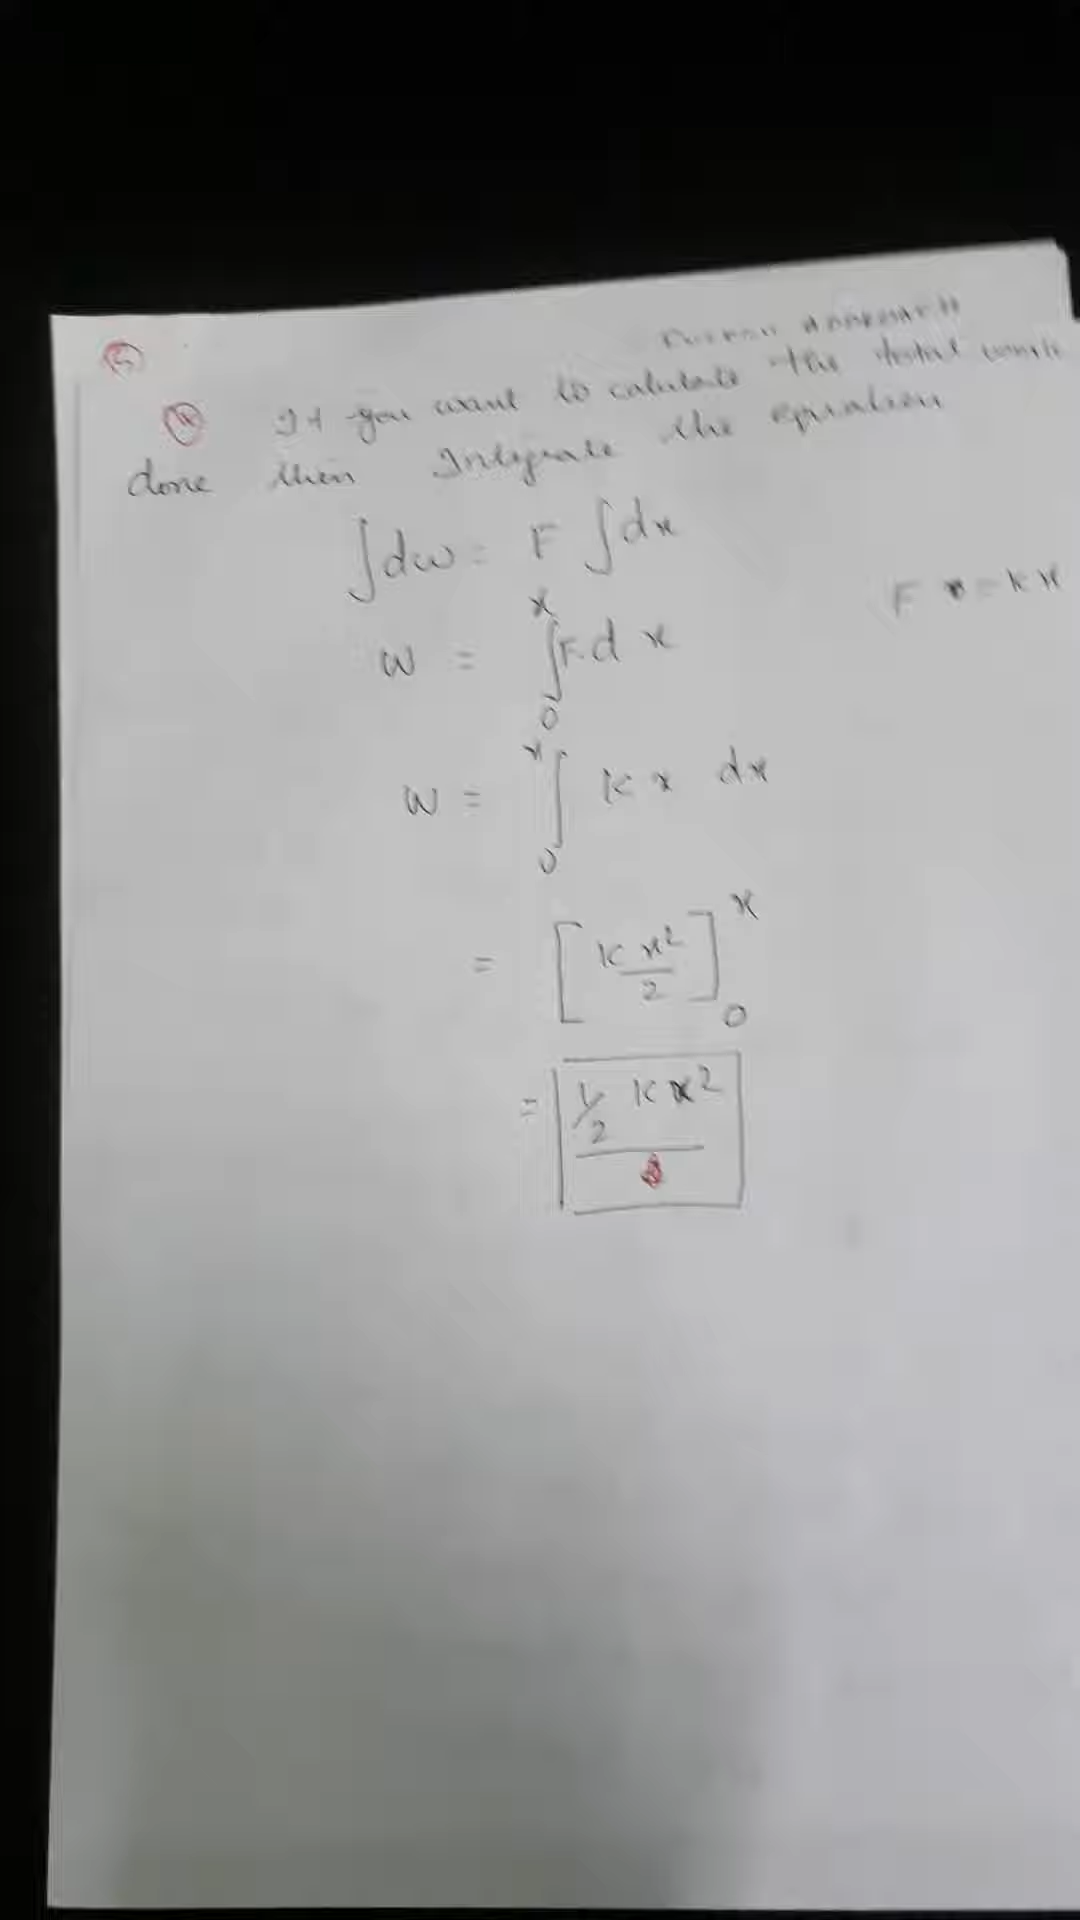 5
If you want to calculate the total work
done then Integrate the equation
∫dw = F ∫dx
F = kx
W = ∫₀ˣ F.dx
W = ∫₀ˣ kx dx
= [kx²/2]₀ˣ
= 1/2 kx²